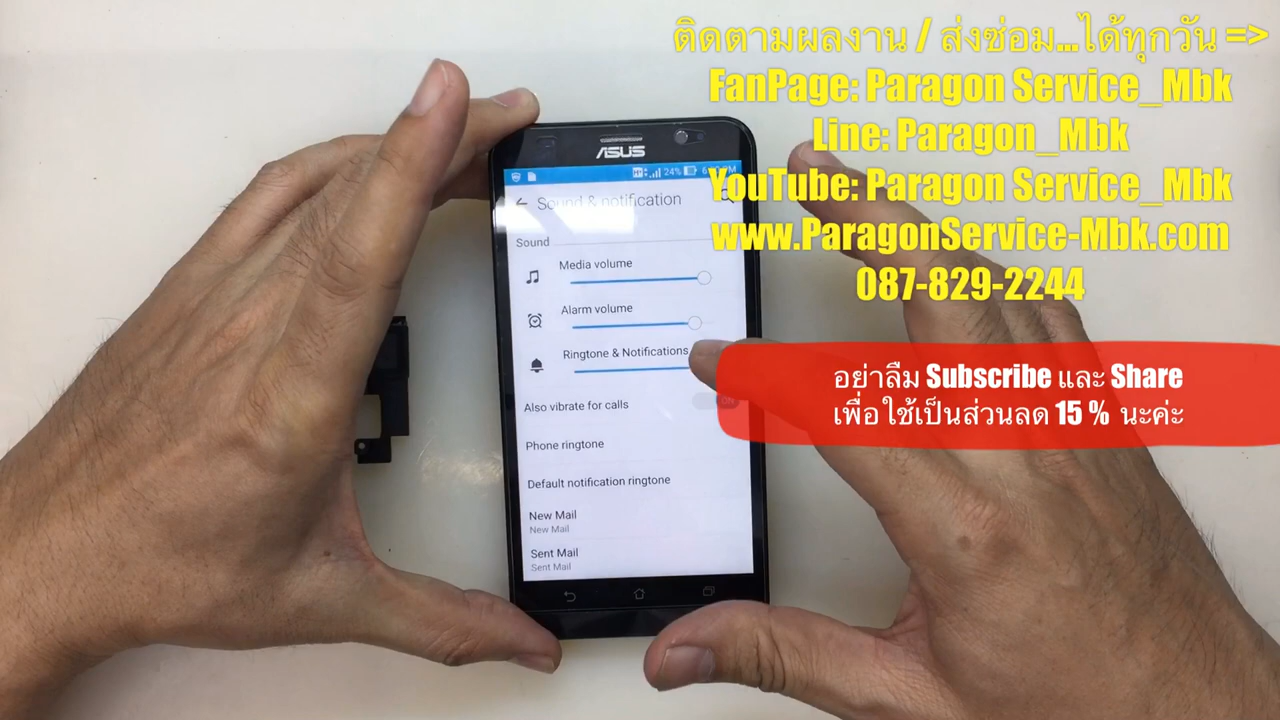 ติดตามผลงาน / ส่งซ่อม...ได้ทุกวัน =>
FanPage: Paragon Service_Mbk
Line: Paragon_Mbk
YouTube: Paragon Service_Mbk
www.ParagonService-Mbk.com
087-829-2244
อย่าลืม Subscribe และ Share
เพื่อใช้เป็นส่วนลด 15 % นะค่ะ
ASUS
24%
Sound & notification
Sound
Media volume
Alarm volume
Ringtone & Notifications
Also vibrate for calls
ON
Phone ringtone
Default notification ringtone
New Mail
New Mail
Sent Mail
Sent Mail